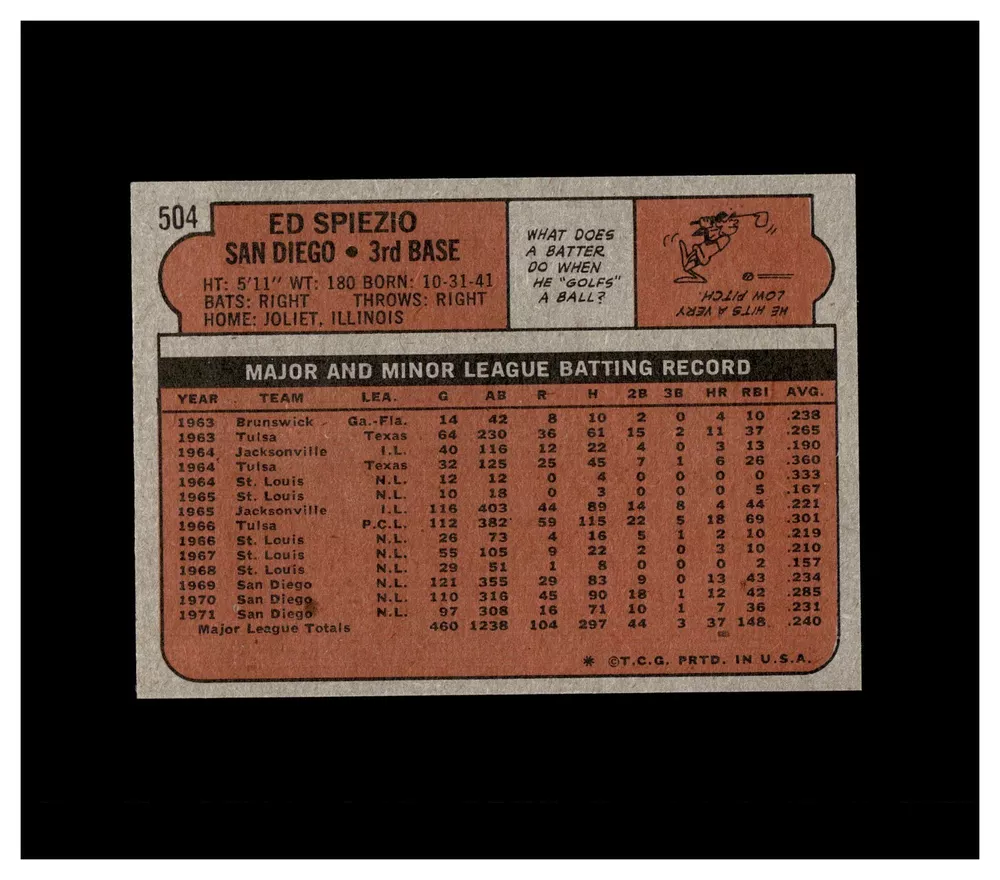 504
ED SPIEZIO
SAN DIEGO • 3rd BASE
HT: 5'11" WT: 180 BORN: 10-31-41
BATS: RIGHT THROWS: RIGHT
HOME: JOLIET, ILLINOIS
WHAT DOES
A BATTER
DO WHEN
HE "GOLFS"
A BALL?
HE HITS A VERY
LOW PITCH.
MAJOR AND MINOR LEAGUE BATTING RECORD
YEAR TEAM LEA. G AB R H 2B 3B HR RBI AVG.
1963 Brunswick Ga.-Fla. 14 42 8 10 2 0 4 10 .238
1963 Tulsa Texas 64 230 36 61 15 2 11 37 .265
1964 Jacksonville I.L. 40 116 12 22 4 0 3 13 .190
1964 Tulsa Texas 32 125 25 45 7 1 6 26 .360
1964 St. Louis N.L. 12 12 0 4 0 0 0 0 .333
1965 St. Louis N.L. 10 18 0 3 0 0 0 5 .167
1965 Jacksonville I.L. 116 403 44 89 14 8 4 44 .221
1966 Tulsa P.C.L. 112 382 59 115 22 5 18 69 .301
1966 St. Louis N.L. 26 73 4 16 5 1 2 10 .219
1967 St. Louis N.L. 55 105 9 22 2 0 3 10 .210
1968 St. Louis N.L. 29 51 1 8 0 0 0 2 .157
1969 San Diego N.L. 121 355 29 83 9 0 13 43 .234
1970 San Diego N.L. 110 316 45 90 18 1 12 42 .285
1971 San Diego N.L. 97 308 16 71 10 1 7 36 .231
Major League Totals 460 1238 104 297 44 3 37 148 .240
* ©T.C.G. PRTD. IN U.S.A.